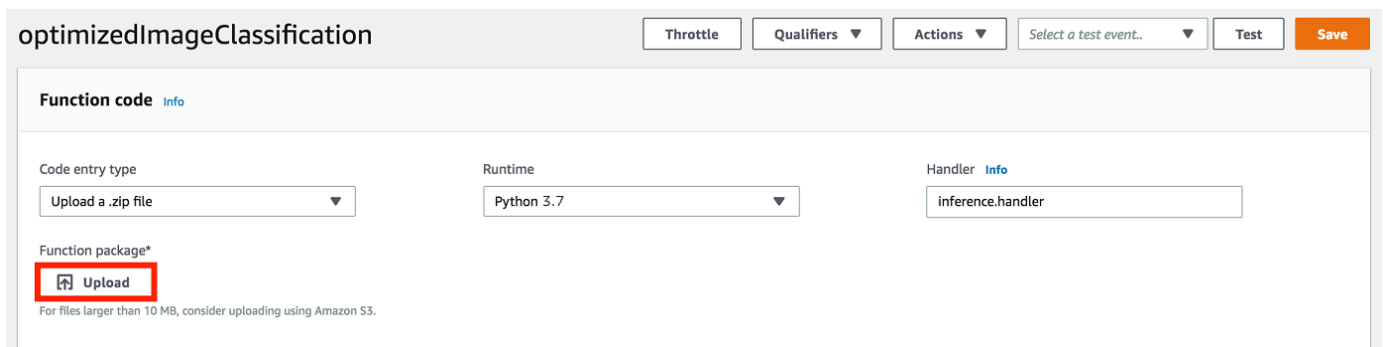 optimizedImageClassification
Throttle Qualifiers Actions Select a test event.. Test Save
Function code Info
Code entry type Runtime Handler Info
Upload a .zip file Python 3.7 inference.handler
Function package*
Upload
For files larger than 10 MB, consider uploading using Amazon S3.